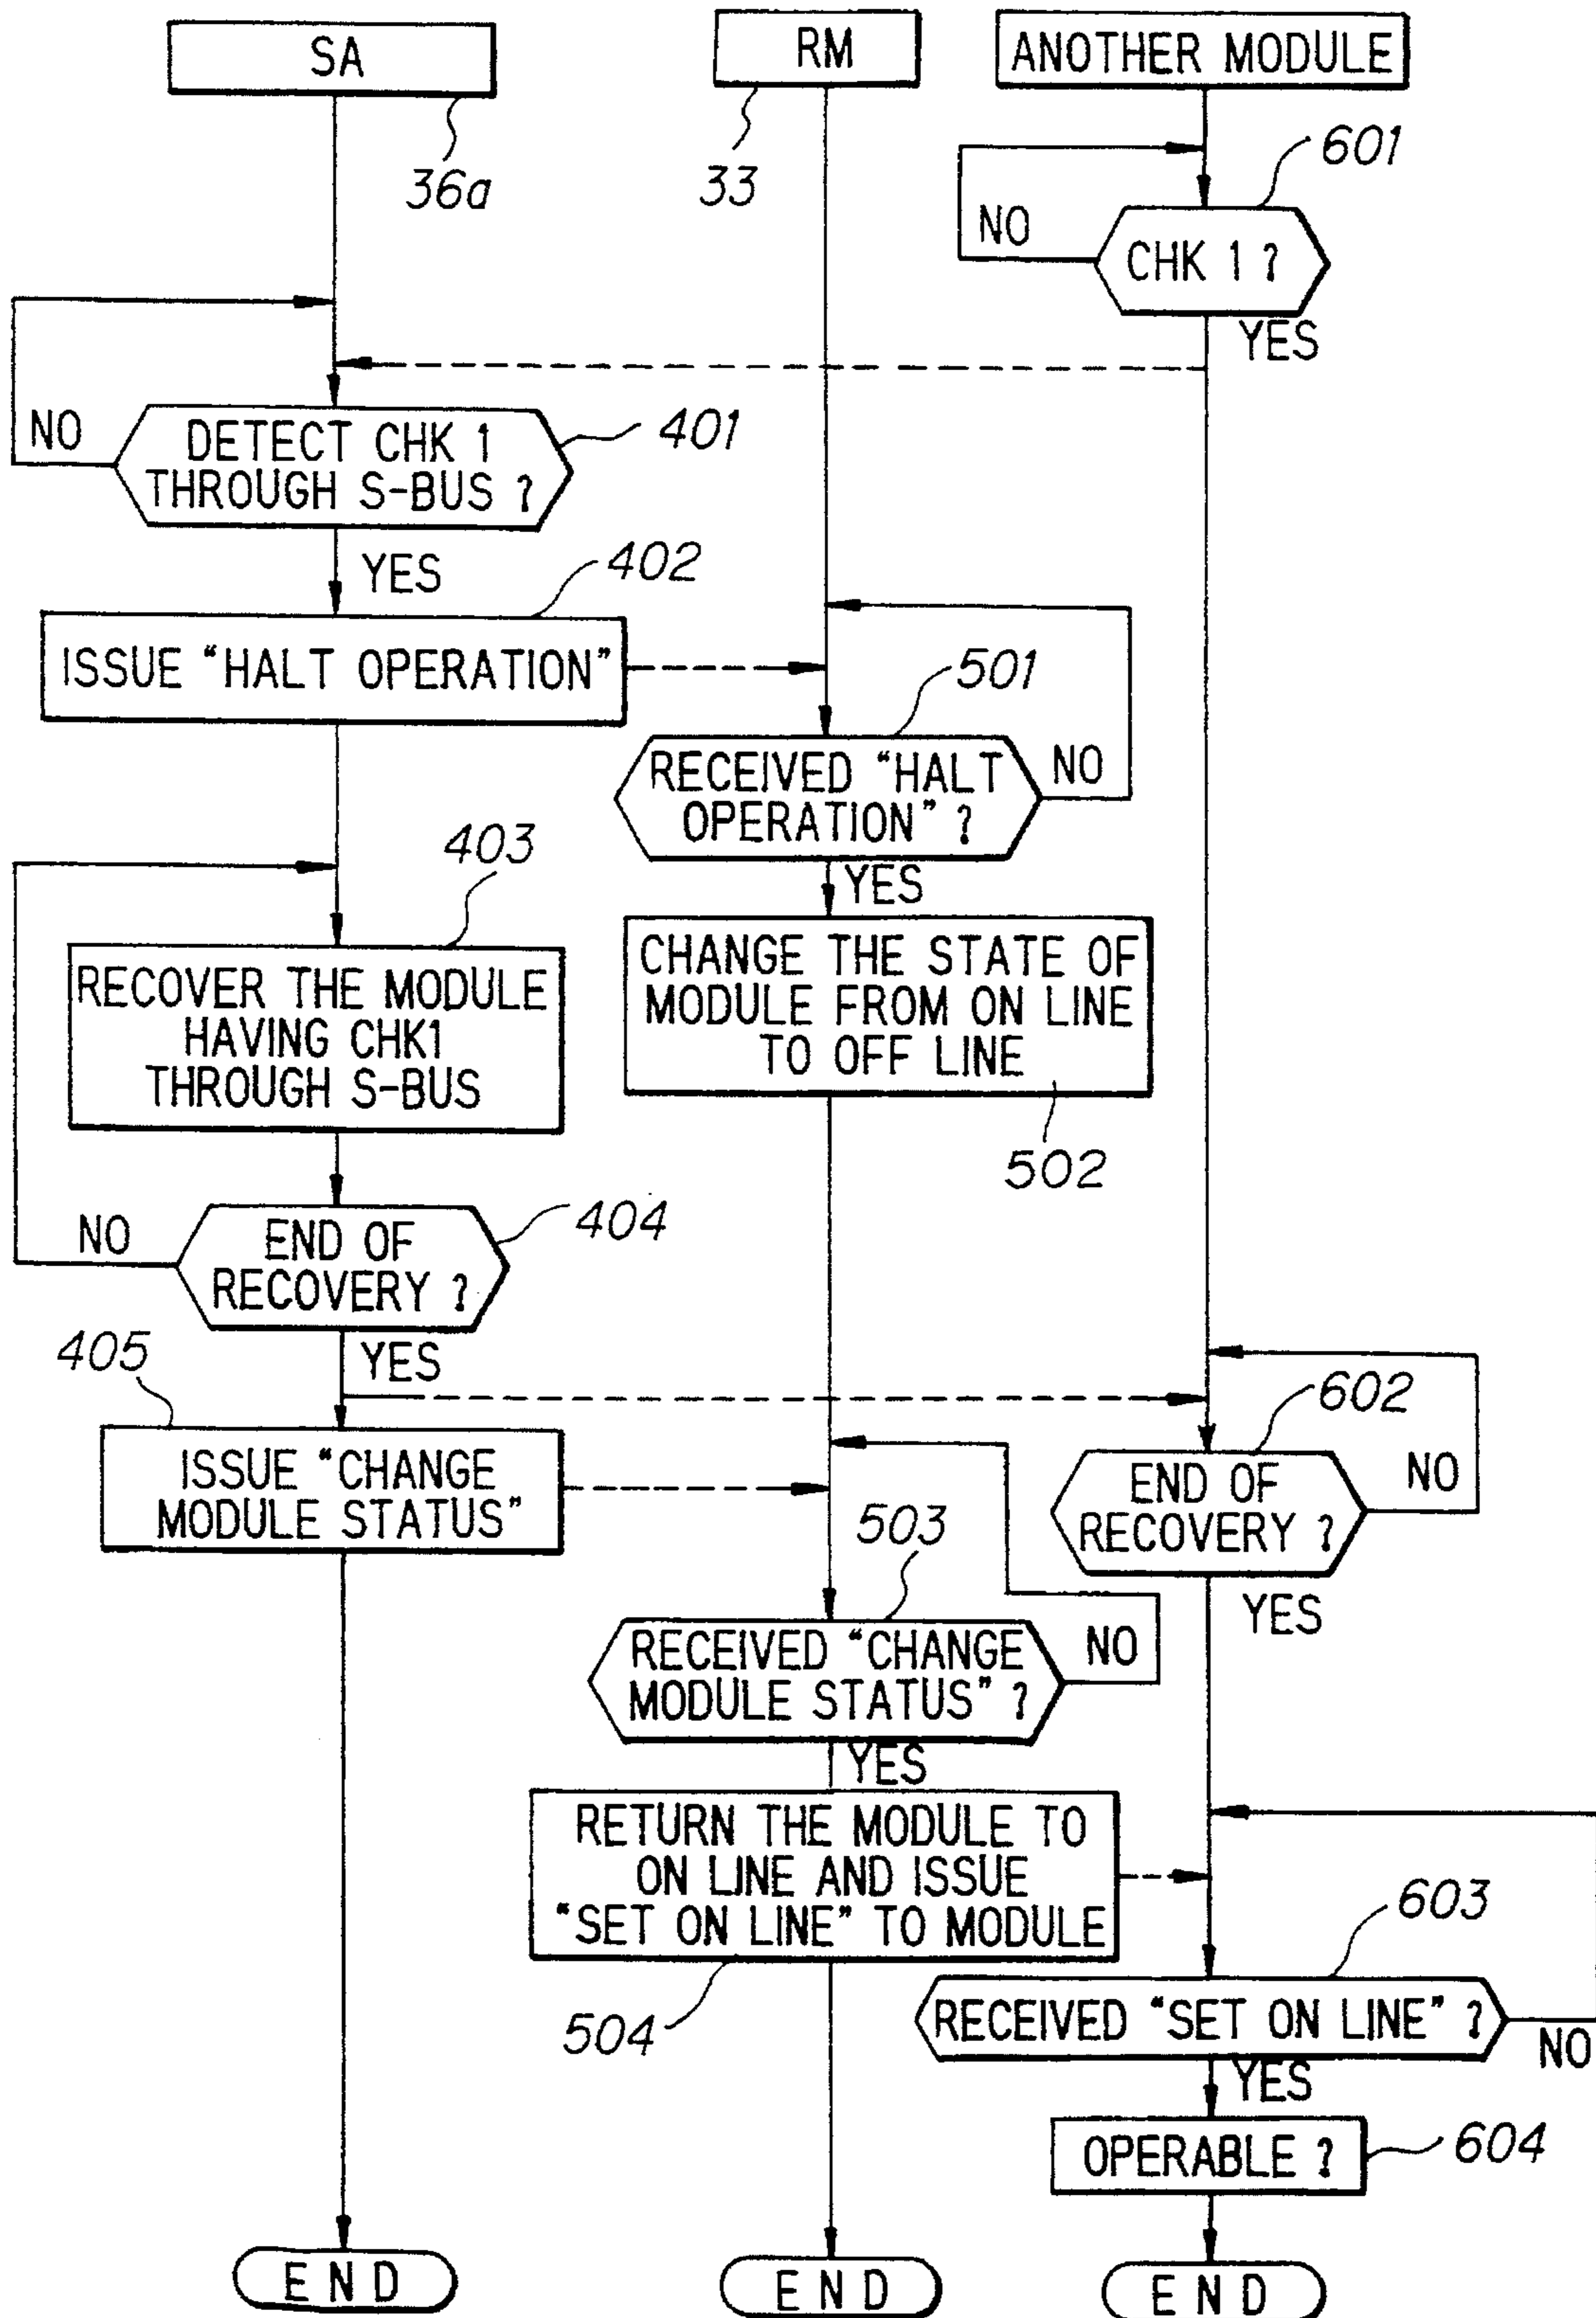 SA
RM
ANOTHER MODULE
36a
33
601
NO
CHK 1 ?
YES
NO
DETECT CHK 1
THROUGH S-BUS ?
401
YES
402
ISSUE “HALT OPERATION”
501
RECEIVED “HALT
OPERATION” ?
NO
YES
403
RECOVER THE MODULE
HAVING CHK1
THROUGH S-BUS
CHANGE THE STATE OF
MODULE FROM ON LINE
TO OFF LINE
502
NO
END OF
RECOVERY ?
404
YES
405
ISSUE “CHANGE
MODULE STATUS”
602
END OF
RECOVERY ?
NO
YES
503
RECEIVED “CHANGE
MODULE STATUS” ?
NO
YES
RETURN THE MODULE TO
ON LINE AND ISSUE
“SET ON LINE” TO MODULE
504
603
RECEIVED “SET ON LINE” ?
NO
YES
OPERABLE ?
604
END
END
END